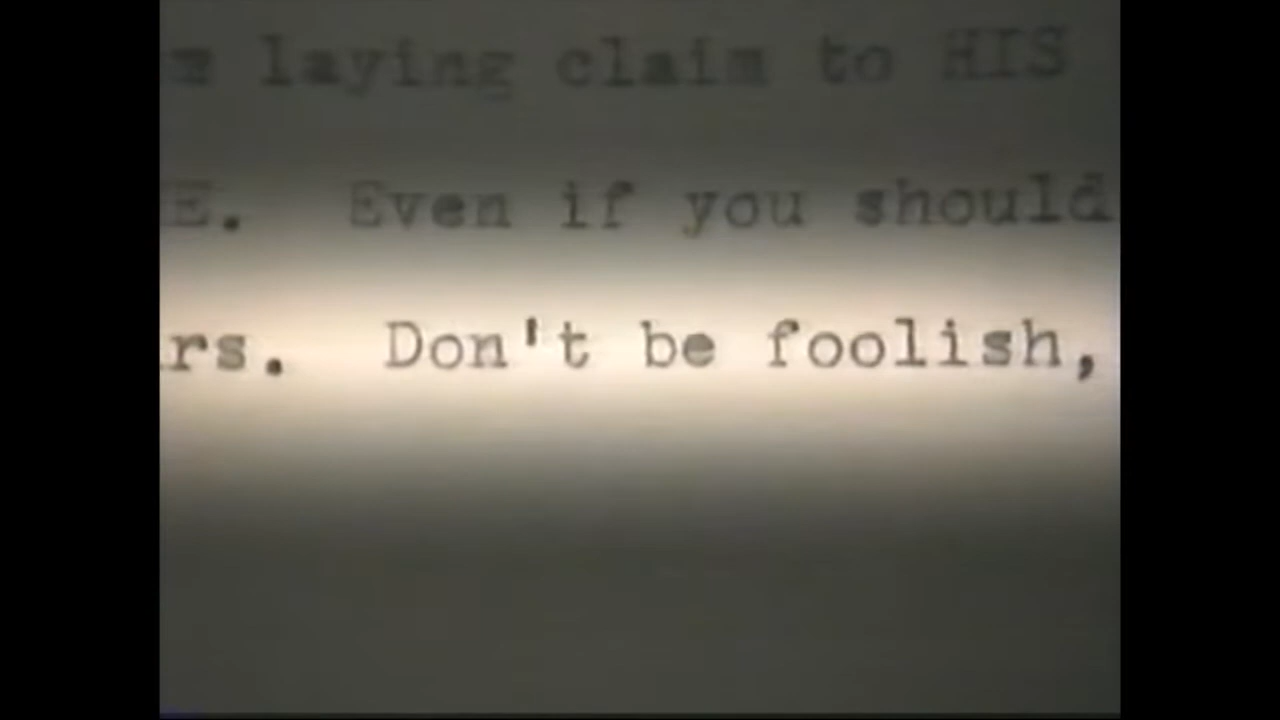 laying claim to HIS
E. Even if you should
rs. Don't be foolish,